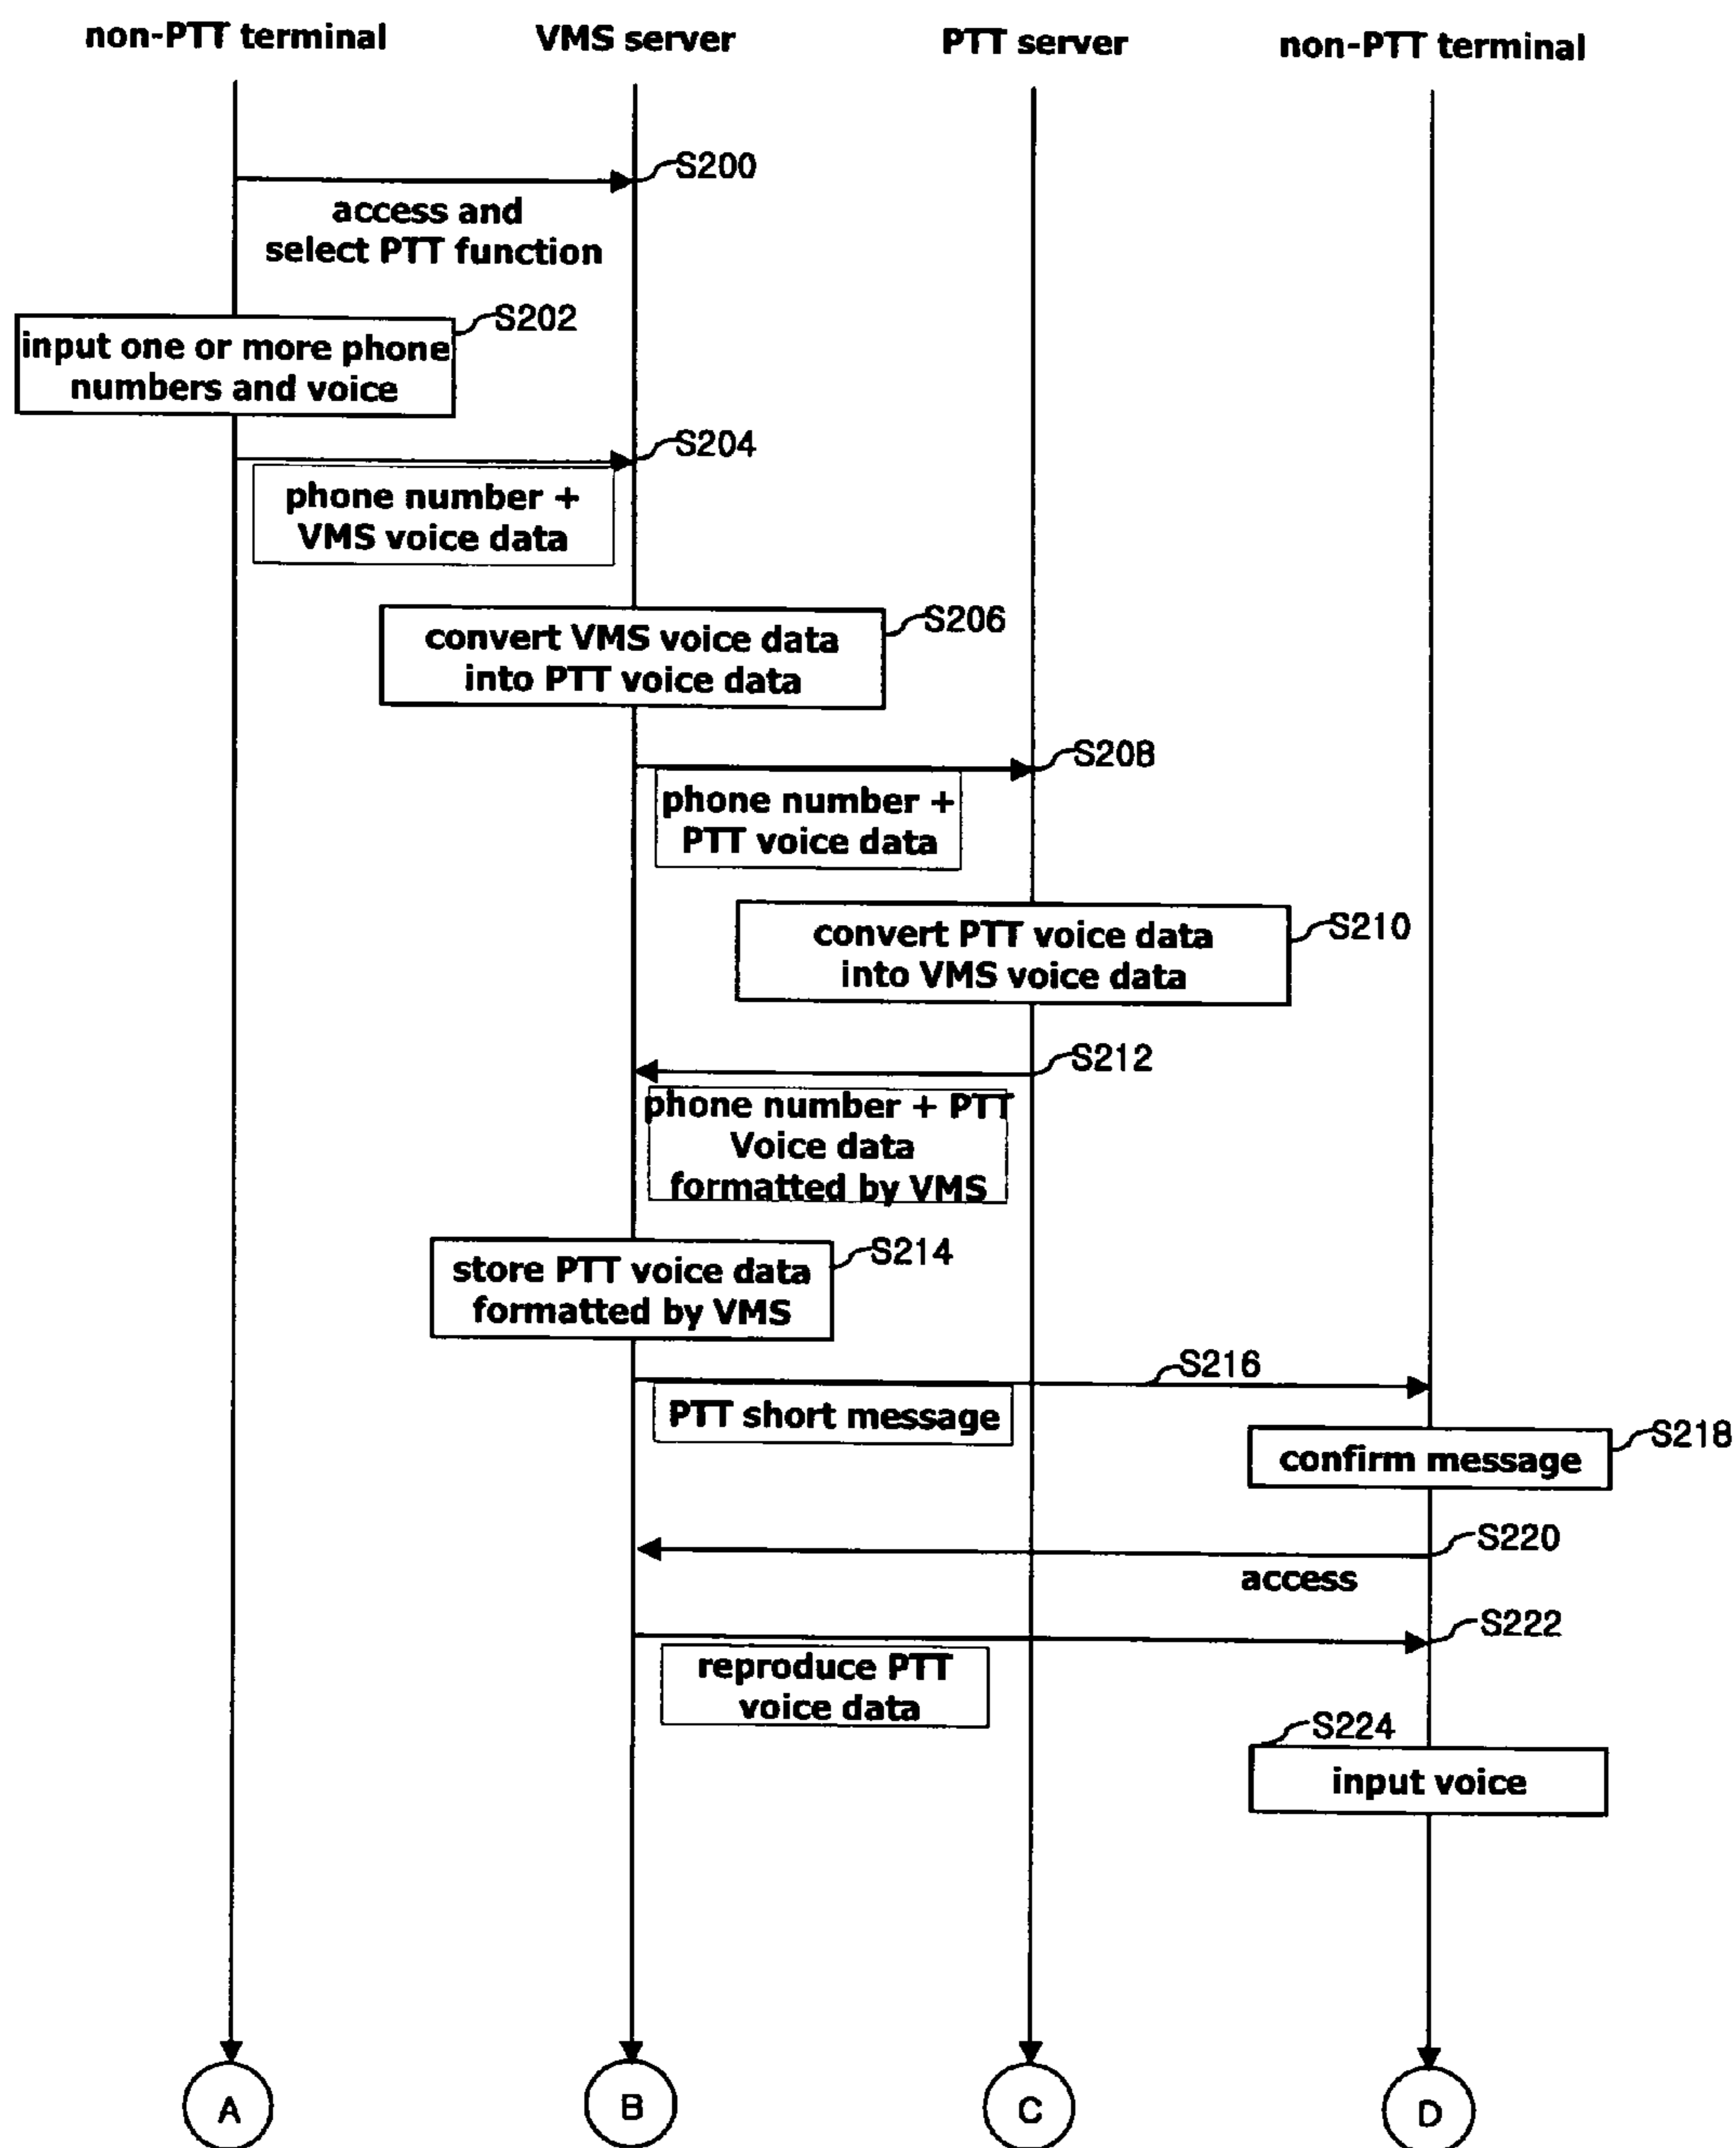 non-PTT terminal
VMS server
PTT server
non-PTT terminal
S200
access and
select PTT function
S202
input one or more phone
numbers and voice
S204
phone number +
VMS voice data
S206
convert VMS voice data
into PTT voice data
S208
phone number +
PTT voice data
S210
convert PTT voice data
into VMS voice data
S212
phone number + PTT
Voice data
formatted by VMS
S214
store PTT voice data
formatted by VMS
S216
PTT short message
S218
confirm message
S220
access
S222
reproduce PTT
voice data
S224
input voice
A
B
C
D